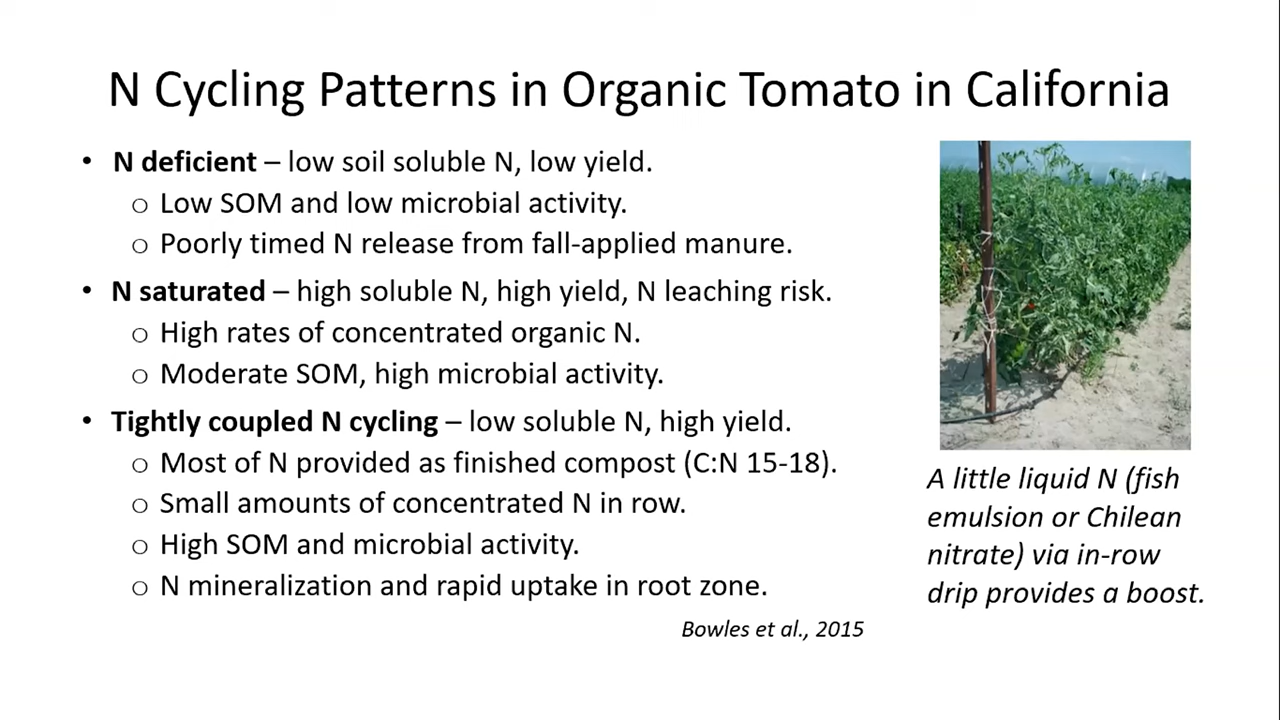 N Cycling Patterns in Organic Tomato in California
• N deficient – low soil soluble N, low yield.
o Low SOM and low microbial activity.
o Poorly timed N release from fall-applied manure.
• N saturated – high soluble N, high yield, N leaching risk.
o High rates of concentrated organic N.
o Moderate SOM, high microbial activity.
• Tightly coupled N cycling – low soluble N, high yield.
o Most of N provided as finished compost (C:N 15-18).
o Small amounts of concentrated N in row.
o High SOM and microbial activity.
o N mineralization and rapid uptake in root zone.
Bowles et al., 2015
A little liquid N (fish
emulsion or Chilean
nitrate) via in-row
drip provides a boost.